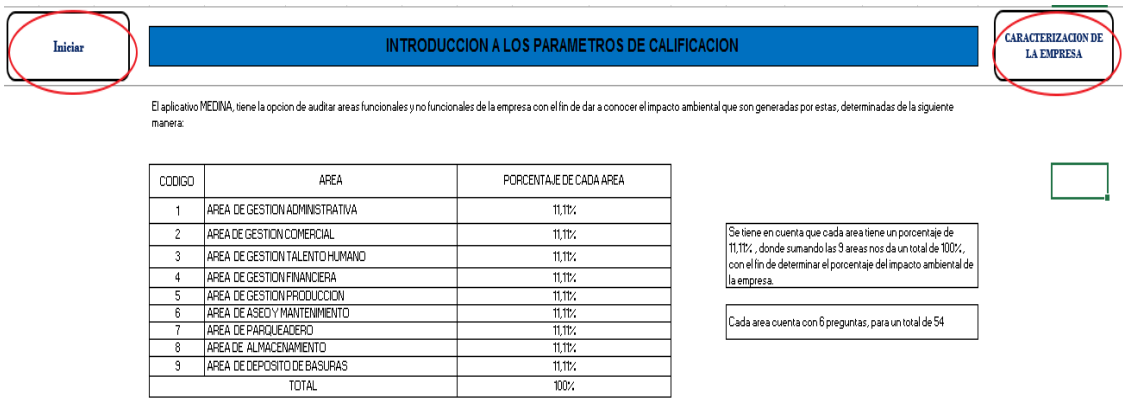 Iniciar
INTRODUCCION A LOS PARAMETROS DE CALIFICACION
CARACTERIZACION DE
LA EMPRESA
El aplicativo MEDINA, tiene la opcion de auditar areas funcionales y no funcionales de la empresa con el fin de dar a conocer el impacto ambiental que son generadas por estas, determinadas de la siguiente
manera:
CODIGO AREA PORCENTAJE DE CADA AREA
1 AREA DE GESTION ADMINISTRATIVA 11,11%
2 AREA DE GESTION COMERCIAL 11,11%
3 AREA DE GESTION TALENTO HUMANO 11,11%
4 AREA DE GESTION FINANCIERA 11,11%
5 AREA DE GESTION PRODUCCION 11,11%
6 AREA DE ASEO Y MANTENIMIENTO 11,11%
7 AREA DE PARQUEADERO 11,11%
8 AREA DE ALMACENAMIENTO 11,11%
9 AREA DE DEPOSITO DE BASURAS 11,11%
TOTAL 100%
Se tiene en cuenta que cada area tiene un porcentaje de
11,11% , donde sumando las 9 areas nos da un total de 100% ,
con el fin de determinar el porcentaje del impacto ambiental de
la empresa.
Cada area cuenta con 6 preguntas, para un total de 54